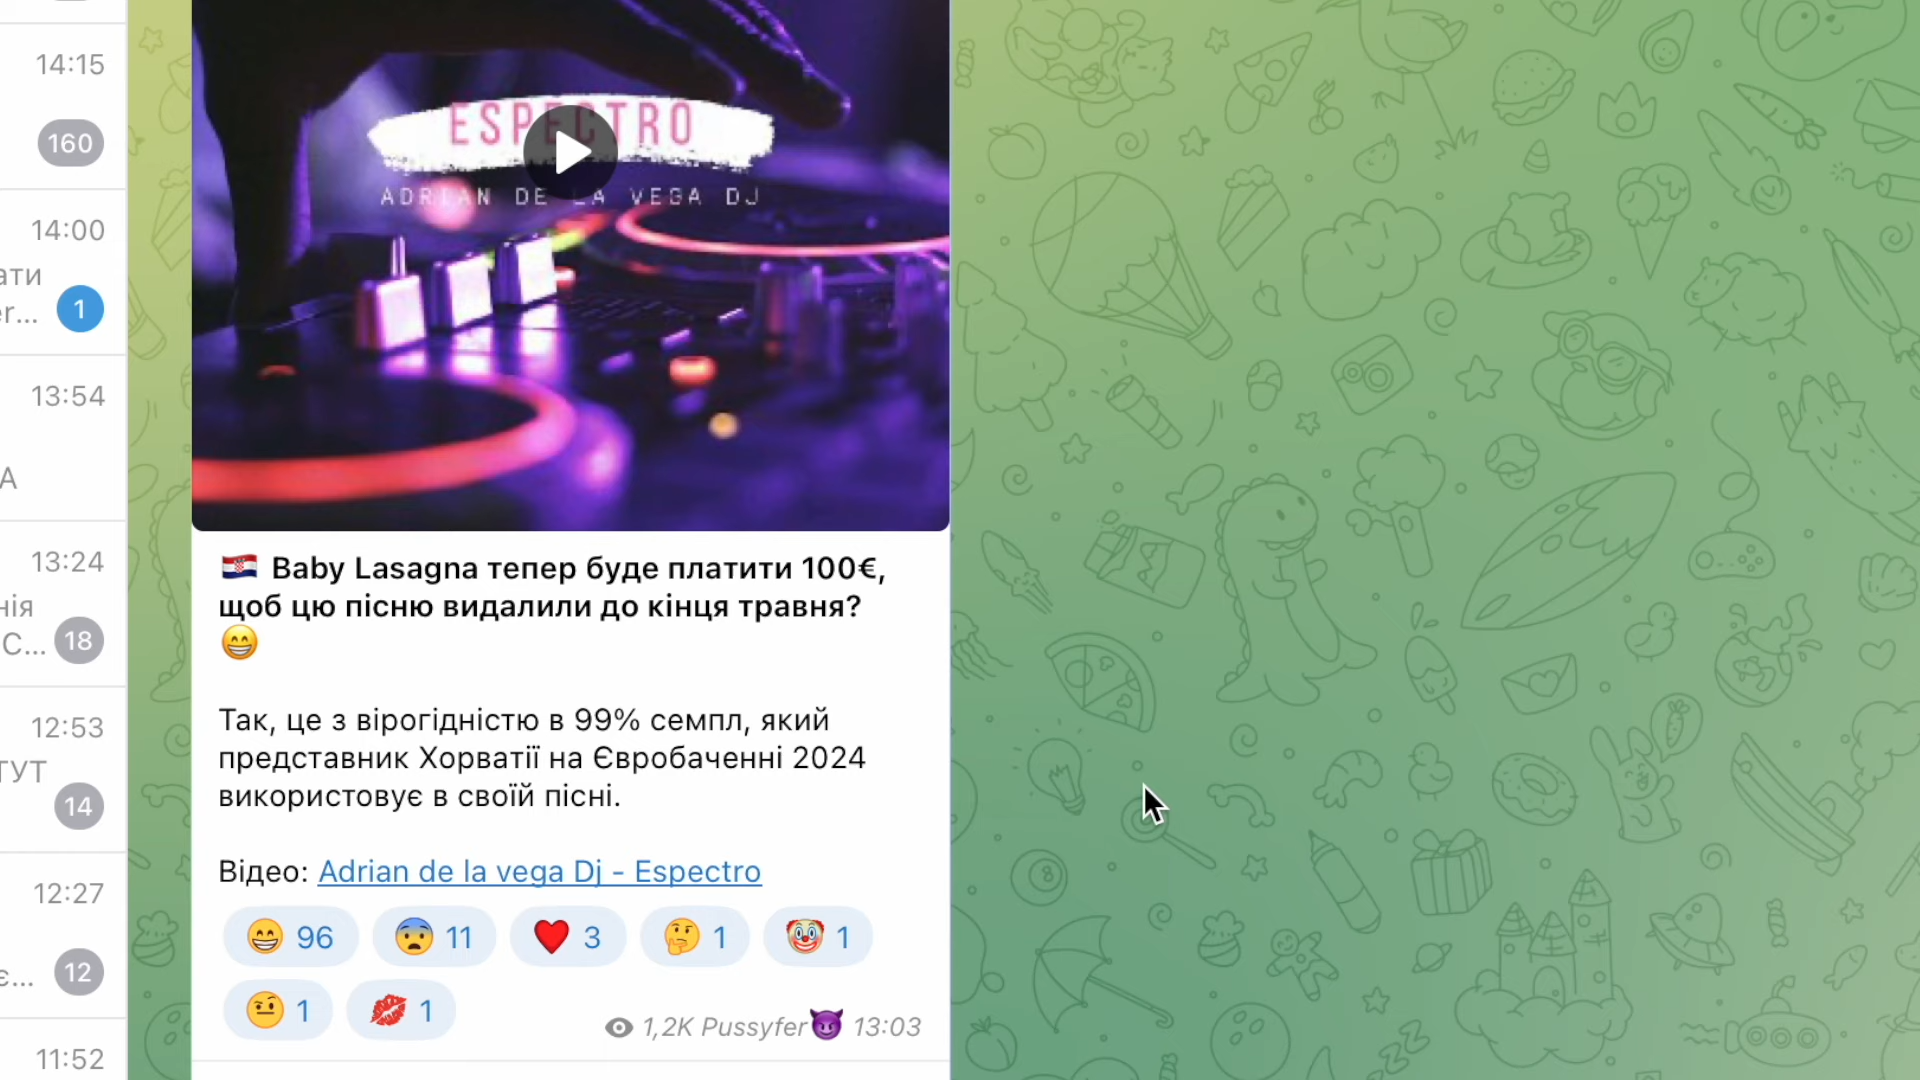 14:15
160
14:00
ати
er...
1
13:54
А
13:24
нія
С...
18
12:53
ТУТ
14
12:27
є...
12
11:52
ESPECTRO
ADRIAN DE LA VEGA DJ
Baby Lasagna тепер буде платити 100€,
щоб цю пісню видалили до кінця травня?
Так, це з вірогідністю в 99% семпл, який
представник Хорватії на Євробаченні 2024
використовує в своїй пісні.
Відео: Adrian de la vega Dj - Espectro
96 11 3 1 1
1 1
1,2K Pussyfer 13:03